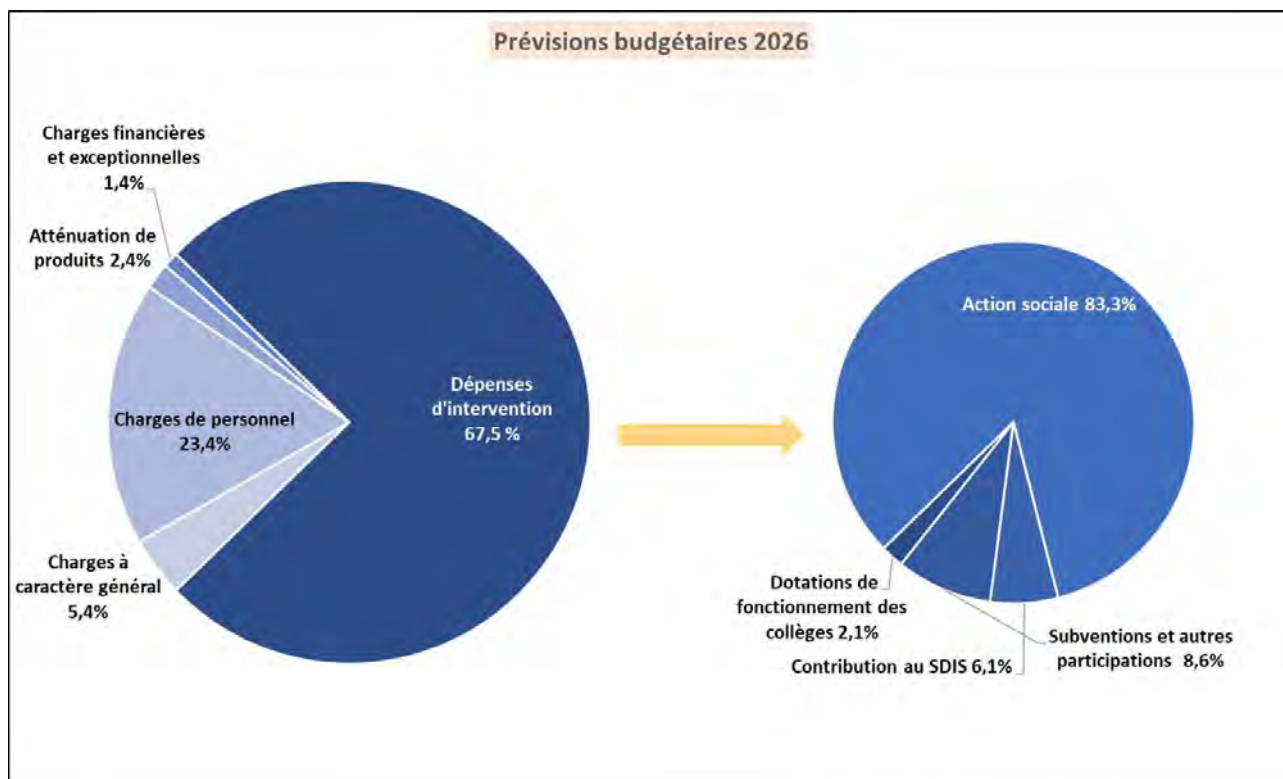 Prévisions budgétaires 2026
Charges financières
et exceptionnelles
1,4%
Atténuation de
produits 2,4%
Charges de personnel
23,4%
Charges à
caractère général
5,4%
Dépenses
d'intervention
67,5 %
Action sociale 83,3%
Dotations de
fonctionnement des
collèges 2,1%
Contribution au SDIS 6,1%
Subventions et autres
participations 8,6%